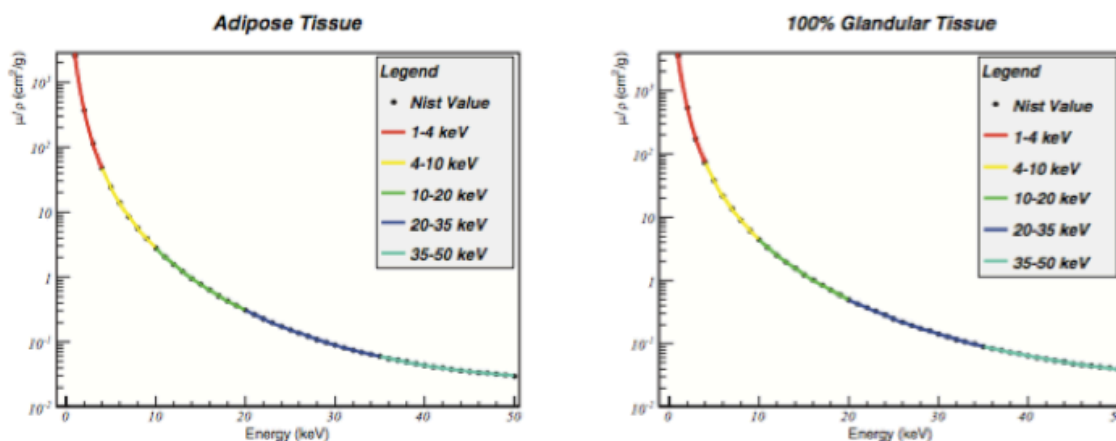 Adipose Tissue
μ/ρ (cm²/g)
10³
10²
10
1
10⁻¹
10⁻²
0
10
20
30
40
50
Energy (keV)
Legend
Nist Value
1-4 keV
4-10 keV
10-20 keV
20-35 keV
35-50 keV
100% Glandular Tissue
μ/ρ (cm²/g)
10³
10²
10
1
10⁻¹
10⁻²
0
10
20
30
40
Energy (keV)
Legend
Nist Value
1-4 keV
4-10 keV
10-20 keV
20-35 keV
35-50 keV